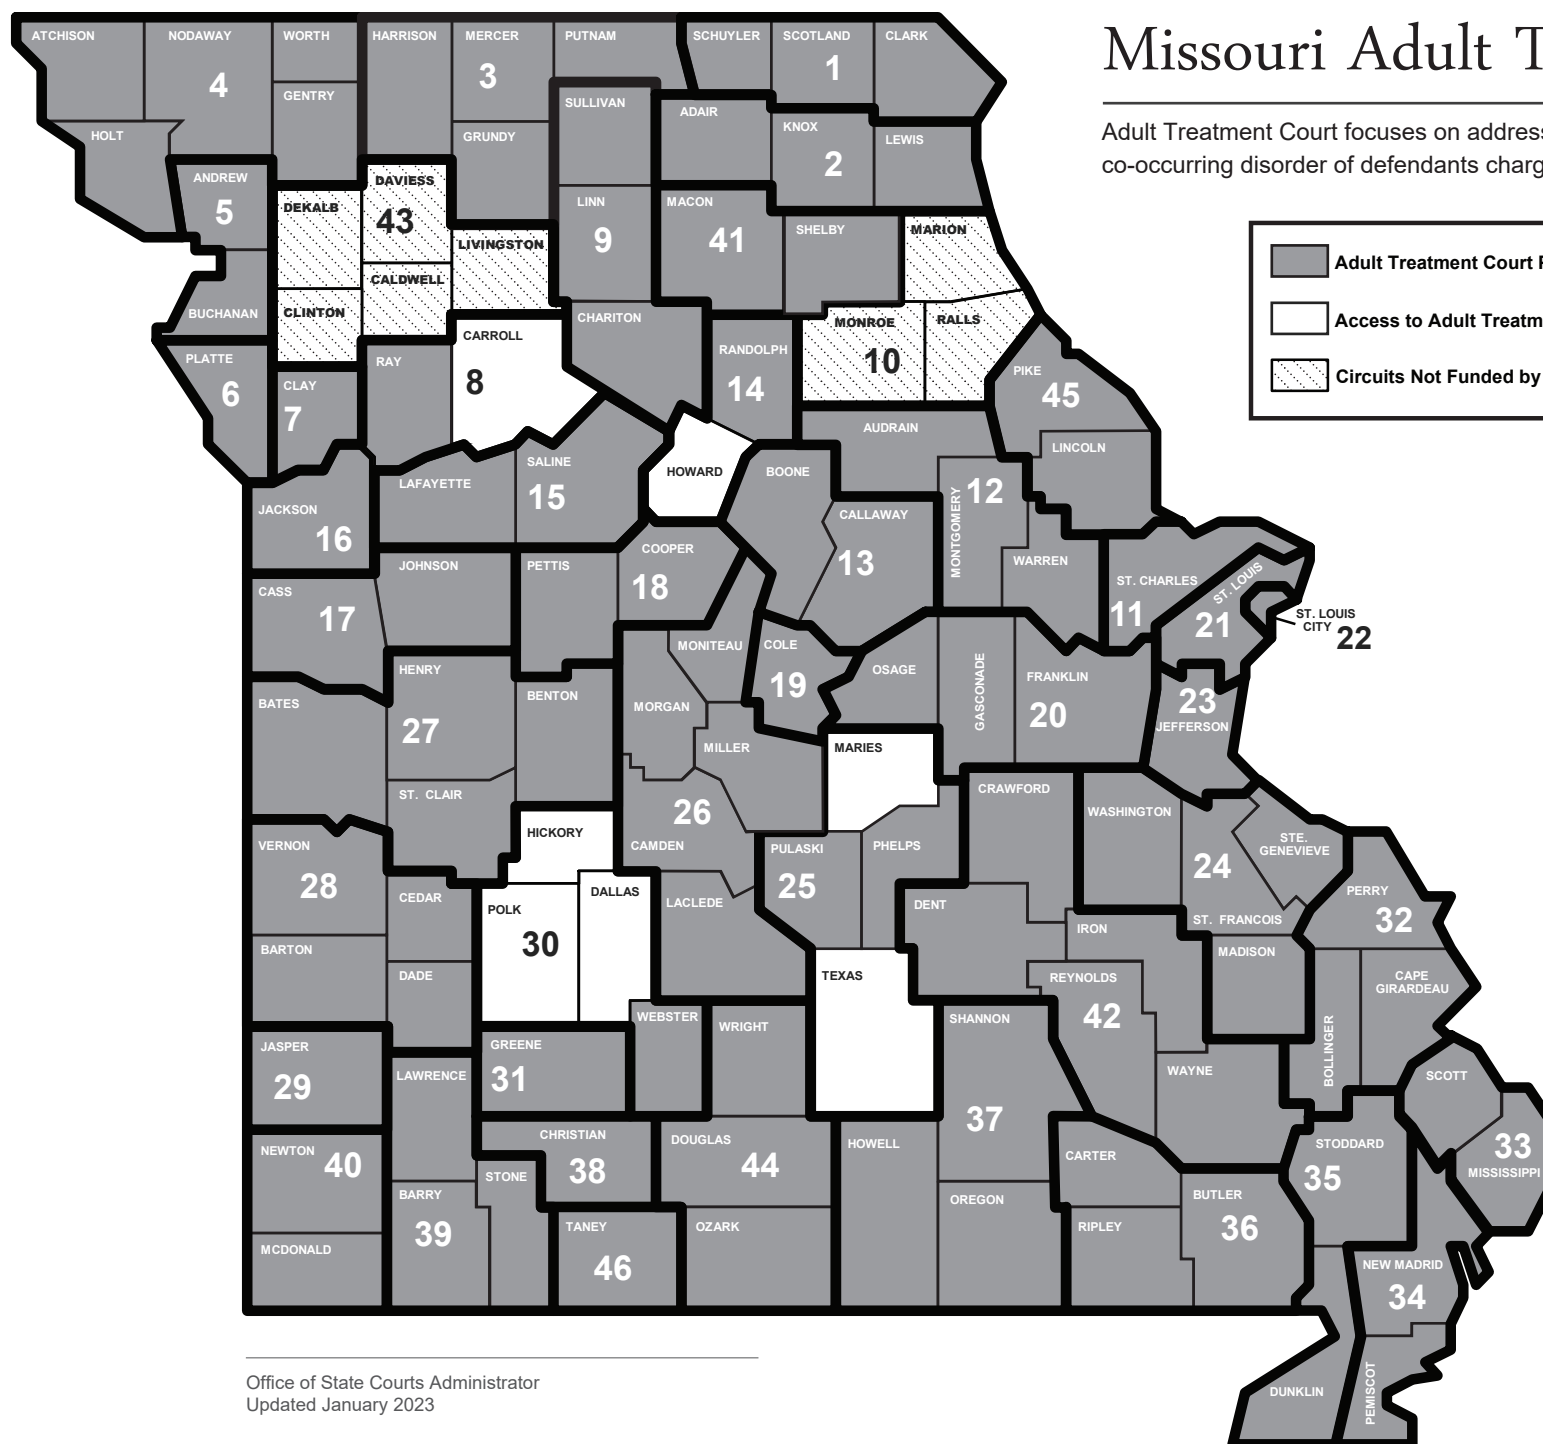 Missouri Adult T
Adult Treatment Court focuses on address
co-occurring disorder of defendants charg
Adult Treatment Court
Access to Adult Treatm
Circuits Not Funded by
ATCHISON
NODAWAY
4
WORTH
GENTRY
HOLT
HARRISON
MERCER
3
PUTNAM
GRUNDY
SCHUYLER
SCOTLAND
1
CLARK
SULLIVAN
ADAIR
KNOX
2
LEWIS
ANDREW
5
BUCHANAN
DEKALB
DAVIESS
43
CLINTON
CALDWELL
LIVINGSTON
LINN
9
CHARITON
MACON
41
SHELBY
MARION
MONROE
10
RALLS
PLATTE
6
CLAY
7
RAY
CARROLL
8
RANDOLPH
14
HOWARD
PIKE
45
LINCOLN
AUDRAIN
12
MONTGOMERY
WARREN
BOONE
CALLAWAY
13
LAFAYETTE
SALINE
15
JACKSON
16
CASS
17
JOHNSON
PETTIS
COOPER
18
ST. CHARLES
11
ST. LOUIS
21
ST. LOUIS
CITY 22
23
JEFFERSON
BATES
HENRY
27
BENTON
ST. CLAIR
MONITEAU
MORGAN
MILLER
26
CAMDEN
LACLEDE
COLE
19
OSAGE
GASCONADE
FRANKLIN
20
MARIES
PULASKI
25
PHELPS
TEXAS
CRAWFORD
DENT
IRON
REYNOLDS
42
WAYNE
WASHINGTON
24
STE.
GENEVIEVE
ST. FRANCOIS
MADISON
PERRY
32
CAPE
GIRARDEAU
BOLLINGER
VERNON
28
BARTON
CEDAR
DADE
HICKORY
POLK
30
DALLAS
WEBSTER
JASPER
29
LAWRENCE
GREENE
31
WRIGHT
SHANNON
37
HOWELL
OREGON
NEWTON
40
MCDONALD
BARRY
39
STONE
CHRISTIAN
38
TANEY
46
DOUGLAS
44
OZARK
CARTER
RIPLEY
BUTLER
36
STODDARD
35
SCOTT
33
MISSISSIPPI
NEW MADRID
34
DUNKLIN
PEMISCOT
Office of State Courts Administrator
Updated January 2023